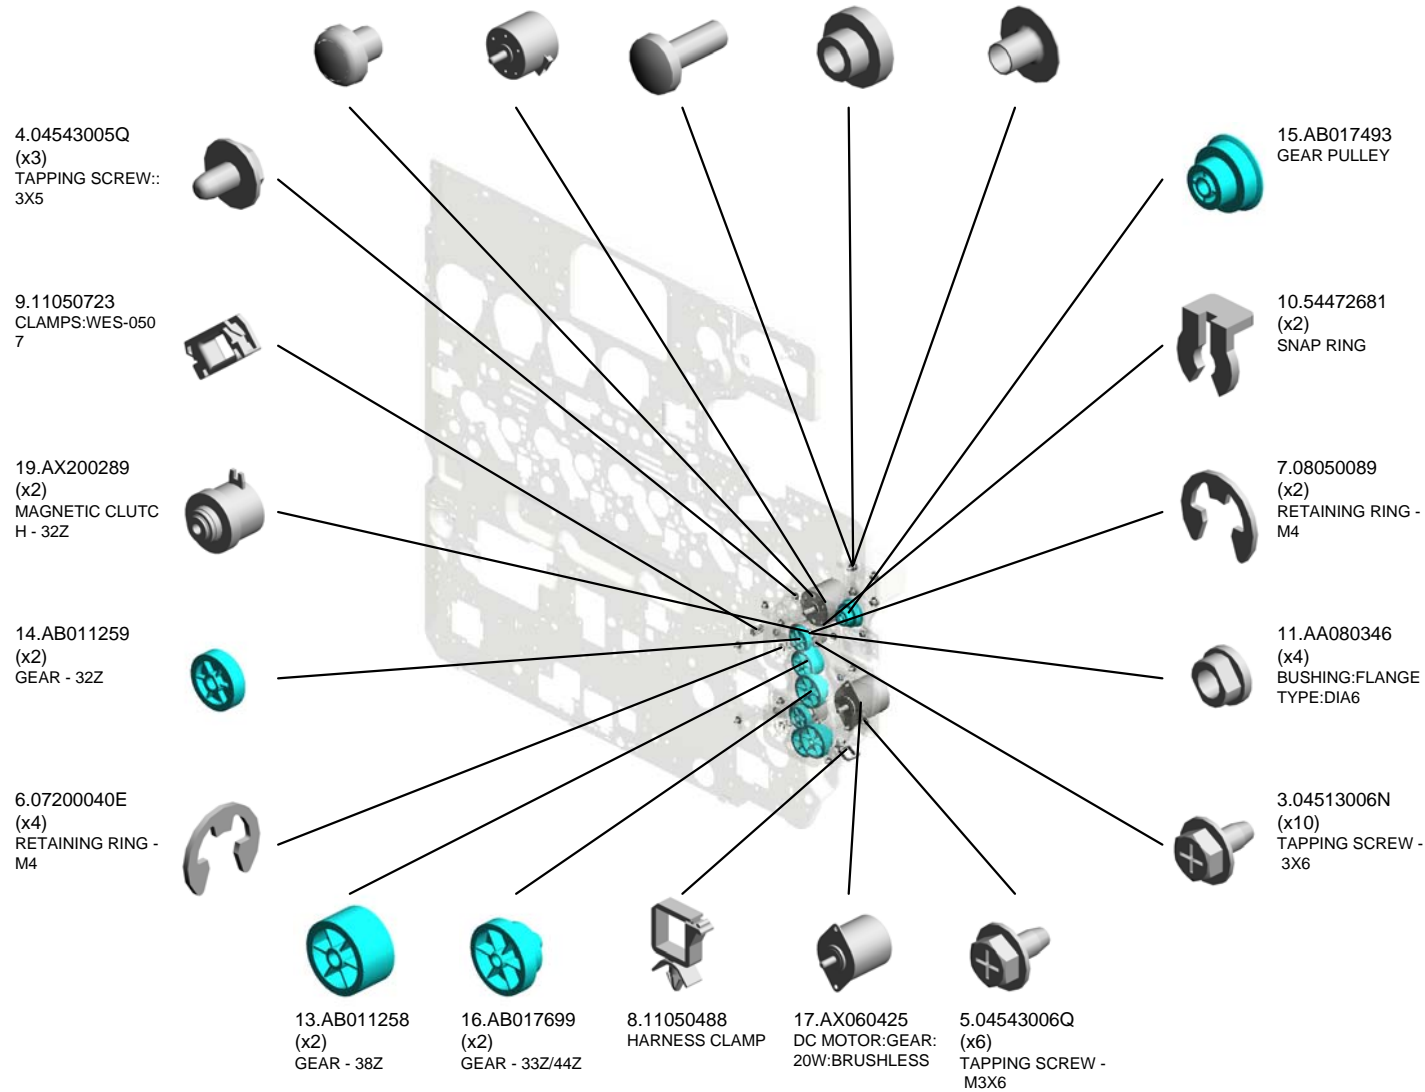 4.04543005Q
(x3)
TAPPING SCREW::
3X5
15.AB017493
GEAR PULLEY
9.11050723
CLAMPS:WES-050
7
10.54472681
(x2)
SNAP RING
19.AX200289
(x2)
MAGNETIC CLUTC
H - 32Z
7.08050089
(x2)
RETAINING RING -
M4
14.AB011259
(x2)
GEAR - 32Z
11.AA080346
(x4)
BUSHING:FLANGE
TYPE:DIA6
6.07200040E
(x4)
RETAINING RING -
M4
3.04513006N
(x10)
TAPPING SCREW -
3X6
13.AB011258
(x2)
GEAR - 38Z
16.AB017699
(x2)
GEAR - 33Z/44Z
8.11050488
HARNESS CLAMP
17.AX060425
DC MOTOR:GEAR:
20W:BRUSHLESS
5.04543006Q
(x6)
TAPPING SCREW -
M3X6